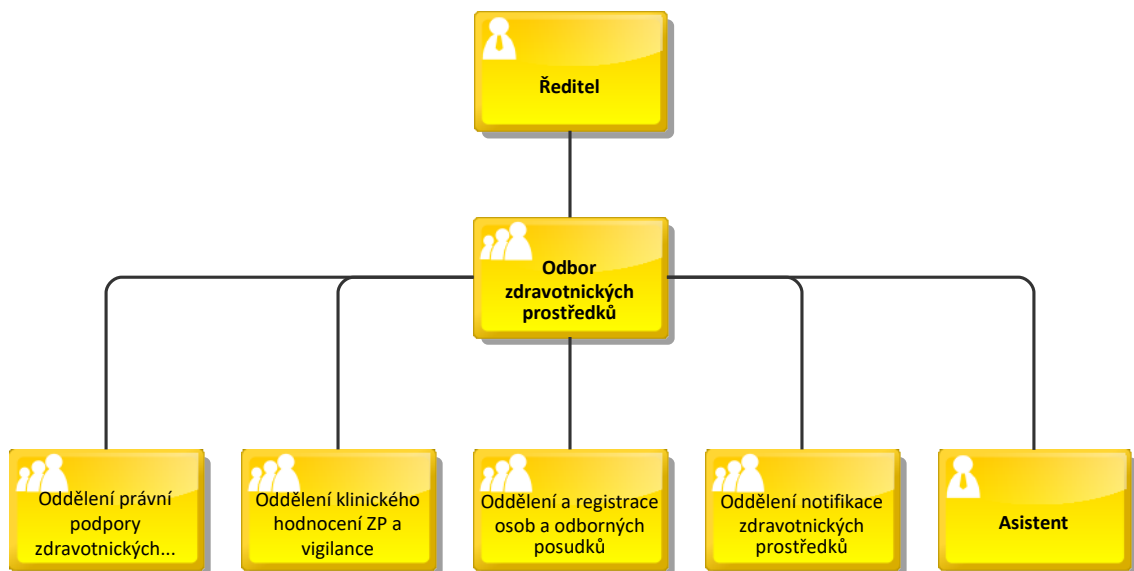 Ředitel
Odbor
zdravotnických
prostředků
Oddělení právní
podpory
zdravotnických...
Oddělení klinického
hodnocení ZP a
vigilance
Oddělení a registrace
osob a odborných
posudků
Oddělení notifikace
zdravotnických
prostředků
Asistent